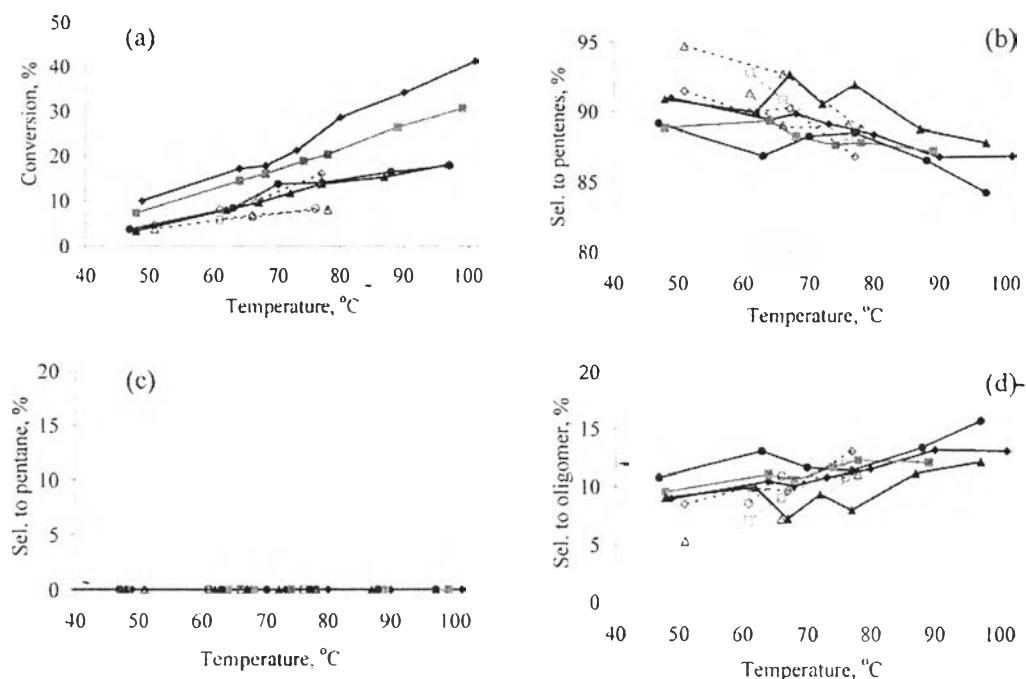 (a)
Conversion, %
50
40
30
20
10
0
40 50 60 70 80 90 100
Temperature, °C
(b)
Sel. to pentenes, %
95
90
85
80
40 50 60 70 80 90 100
Temperature, °C
(c)
Sel. to pentane, %
20
15
10
5
0
40 50 60 70 80 90 100
Temperature, °C
(d)
Sel. to oligomer, %
20
15
10
5
0
40 50 60 70 80 90 100
Temperature, °C